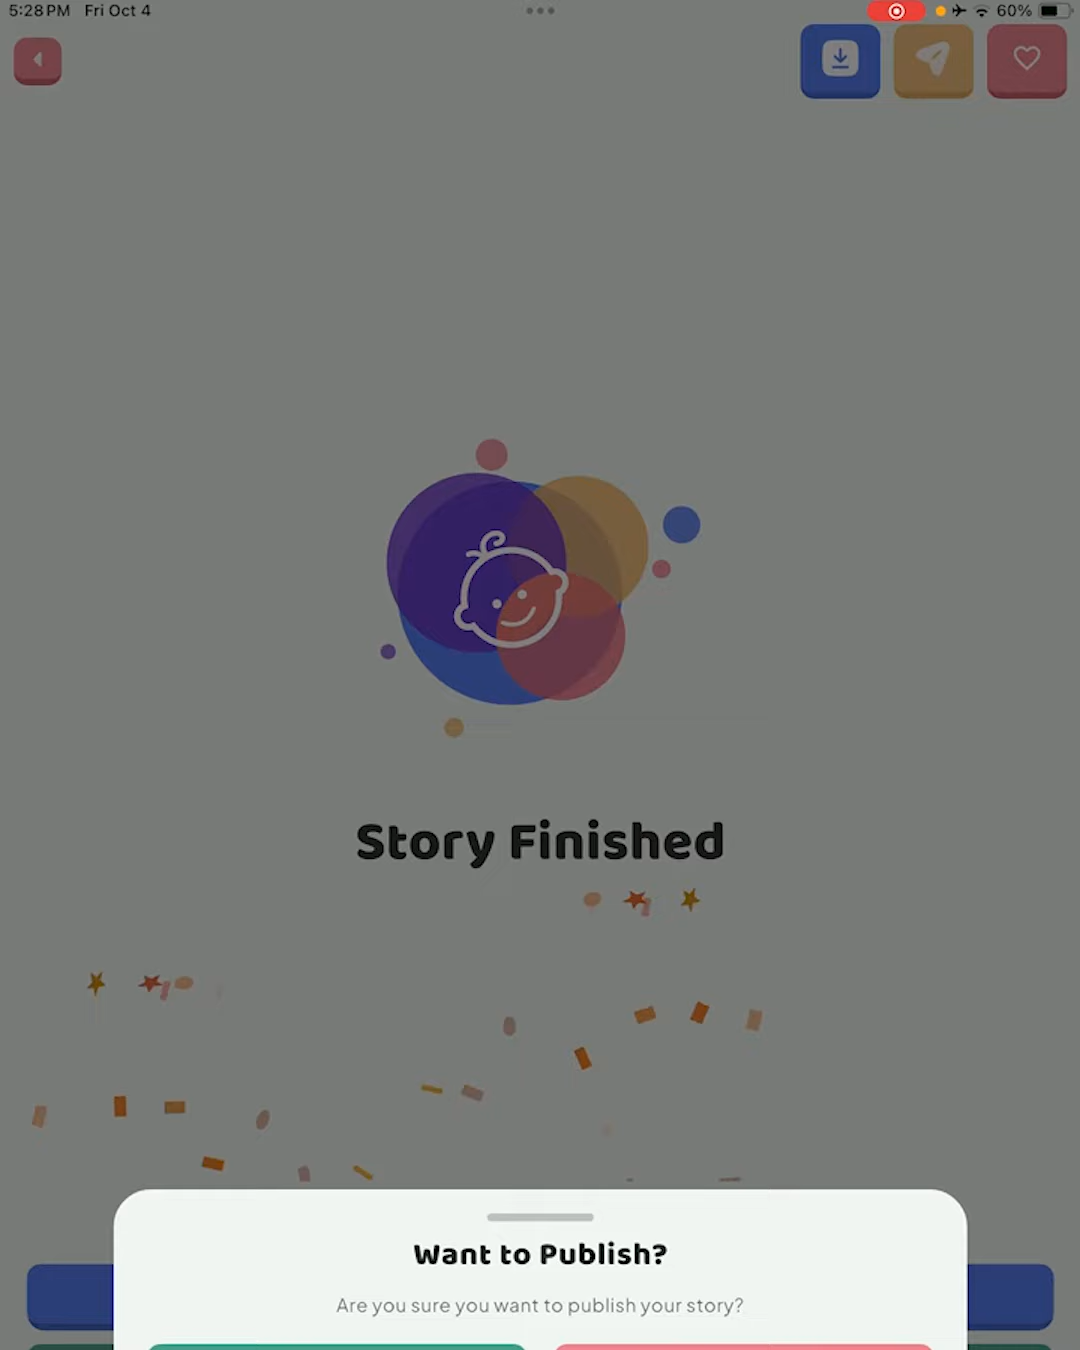 5:28 PM Fri Oct 4
60%
Story Finished
Want to Publish?
Are you sure you want to publish your story?